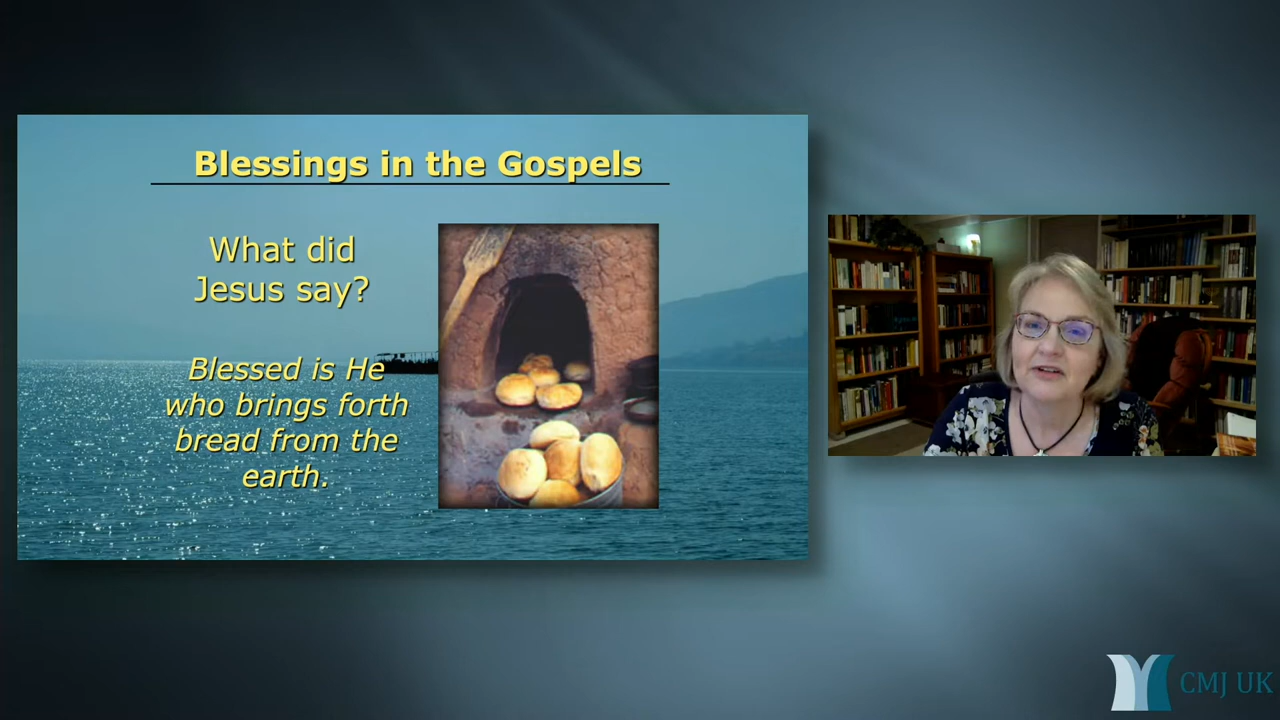 Blessings in the Gospels
What did
Jesus say?
Blessed is He
who brings forth
bread from the
earth.
CMJ UK